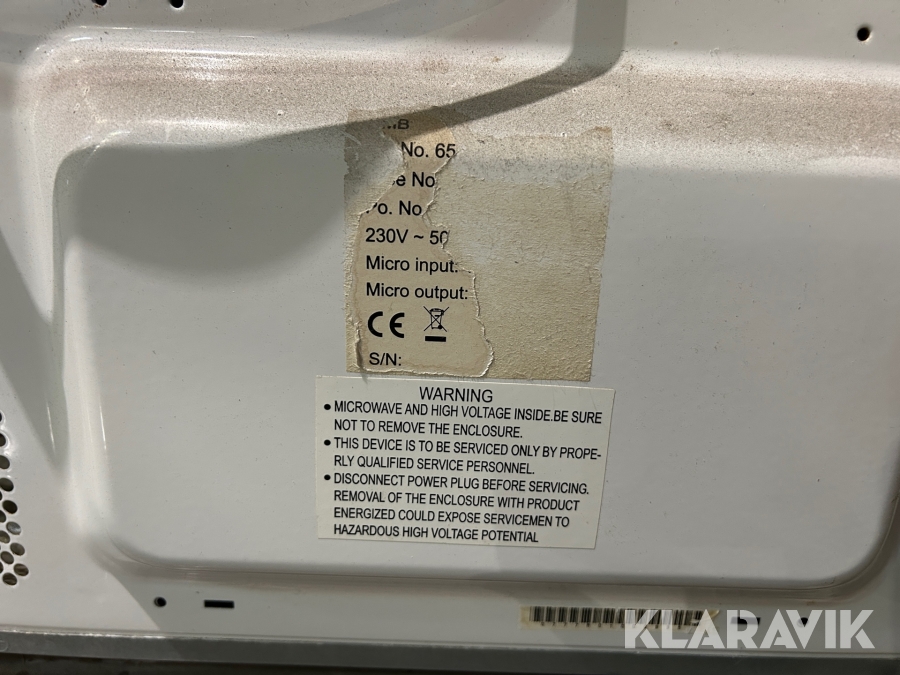 No. 65
No
Po. No
230V ~ 50
Micro input:
Micro output:
CE
S/N:
WARNING
• MICROWAVE AND HIGH VOLTAGE INSIDE.BE SURE
NOT TO REMOVE THE ENCLOSURE.
• THIS DEVICE IS TO BE SERVICED ONLY BY PROPE-
RLY QUALIFIED SERVICE PERSONNEL.
• DISCONNECT POWER PLUG BEFORE SERVICING.
REMOVAL OF THE ENCLOSURE WITH PRODUCT
ENERGIZED COULD EXPOSE SERVICEMEN TO
HAZARDOUS HIGH VOLTAGE POTENTIAL
KLARAVIK